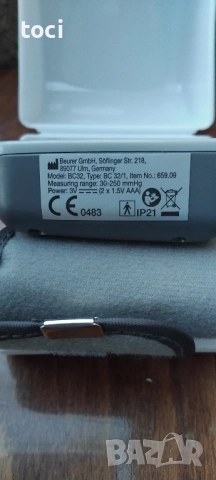 toci
Beurer GmbH, Söflinger Str. 218,
89077 Ulm, Germany
Model: BC32, Type: BC 32/1, Item No.: 659.09
Measuring range: 30-250 mmHg
Power: 3V ⎓ (2 x 1.5V AAA)
CE 0483 IP21
BAZAR